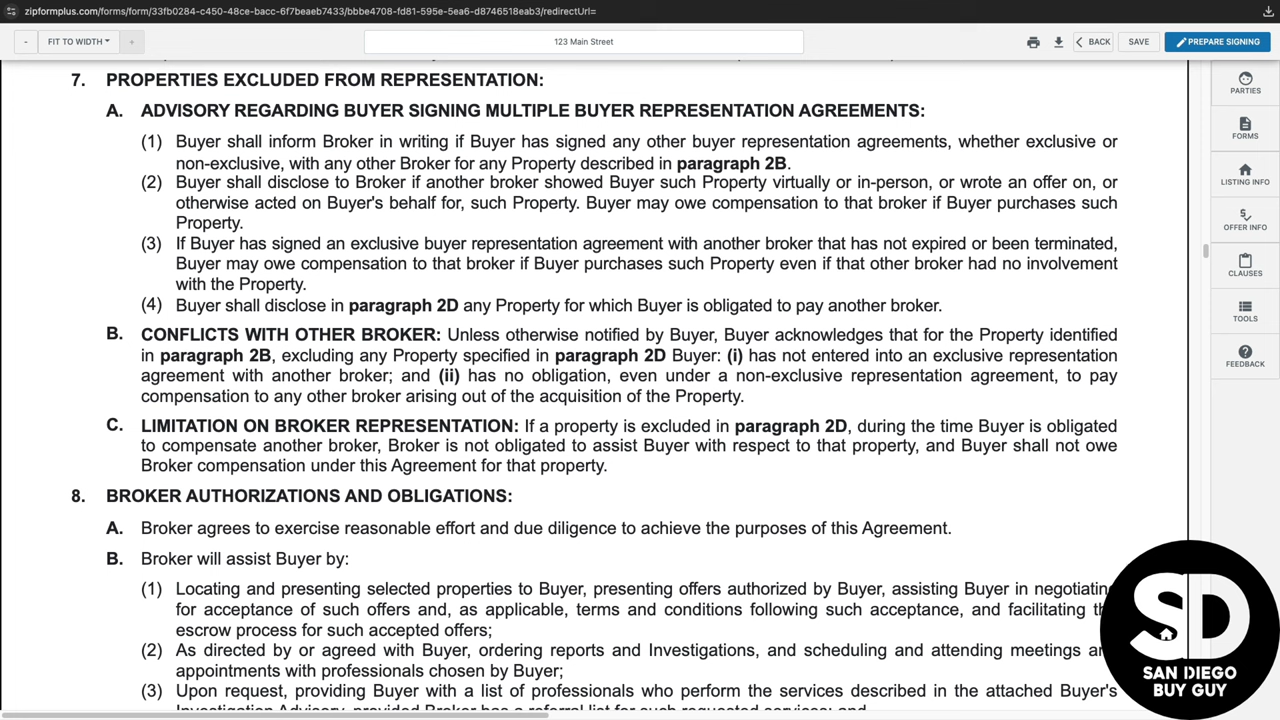 zipformplus.com/forms/form/33fb0284-c450-48ce-bacc-6f7beaeb7433/bbbe4708-fd81-595e-5ea6-d8746518eab3/redirectUrl=
- FIT TO WIDTH + 123 Main Street BACK SAVE PREPARE SIGNING
7. PROPERTIES EXCLUDED FROM REPRESENTATION:
A. ADVISORY REGARDING BUYER SIGNING MULTIPLE BUYER REPRESENTATION AGREEMENTS:
(1) Buyer shall inform Broker in writing if Buyer has signed any other buyer representation agreements, whether exclusive or
non-exclusive, with any other Broker for any Property described in paragraph 2B.
(2) Buyer shall disclose to Broker if another broker showed Buyer such Property virtually or in-person, or wrote an offer on, or
otherwise acted on Buyer's behalf for, such Property. Buyer may owe compensation to that broker if Buyer purchases such
Property.
(3) If Buyer has signed an exclusive buyer representation agreement with another broker that has not expired or been terminated,
Buyer may owe compensation to that broker if Buyer purchases such Property even if that other broker had no involvement
with the Property.
(4) Buyer shall disclose in paragraph 2D any Property for which Buyer is obligated to pay another broker.
B. CONFLICTS WITH OTHER BROKER: Unless otherwise notified by Buyer, Buyer acknowledges that for the Property identified
in paragraph 2B, excluding any Property specified in paragraph 2D Buyer: (i) has not entered into an exclusive representation
agreement with another broker; and (ii) has no obligation, even under a non-exclusive representation agreement, to pay
compensation to any other broker arising out of the acquisition of the Property.
C. LIMITATION ON BROKER REPRESENTATION: If a property is excluded in paragraph 2D, during the time Buyer is obligated
to compensate another broker, Broker is not obligated to assist Buyer with respect to that property, and Buyer shall not owe
Broker compensation under this Agreement for that property.
8. BROKER AUTHORIZATIONS AND OBLIGATIONS:
A. Broker agrees to exercise reasonable effort and due diligence to achieve the purposes of this Agreement.
B. Broker will assist Buyer by:
(1) Locating and presenting selected properties to Buyer, presenting offers authorized by Buyer, assisting Buyer in negotiating
for acceptance of such offers and, as applicable, terms and conditions following such acceptance, and facilitating
escrow process for such accepted offers;
(2) As directed by or agreed with Buyer, ordering reports and Investigations, and scheduling and attending meetings
appointments with professionals chosen by Buyer;
(3) Upon request, providing Buyer with a list of professionals who perform the services described in the attached Buyer's
Investigation Advisory, provided Broker has a referral list for such requested services; and
PARTIES
FORMS
LISTING INFO
OFFER INFO
CLAUSES
TOOLS
FEEDBACK
SD
SAN DIEGO
BUY GUY